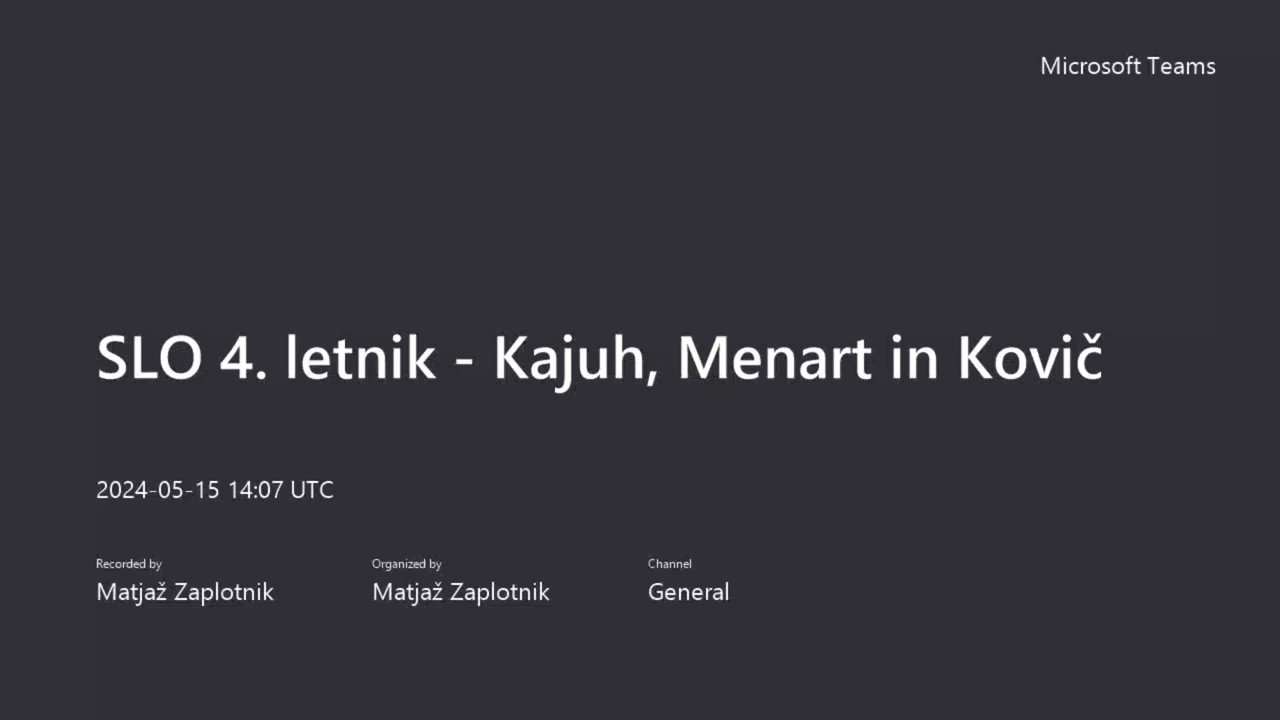 Microsoft Teams
SLO 4. letnik - Kajuh, Menart in Kovič
2024-05-15 14:07 UTC
Recorded by
Matjaž Zaplotnik
Organized by
Matjaž Zaplotnik
Channel
General